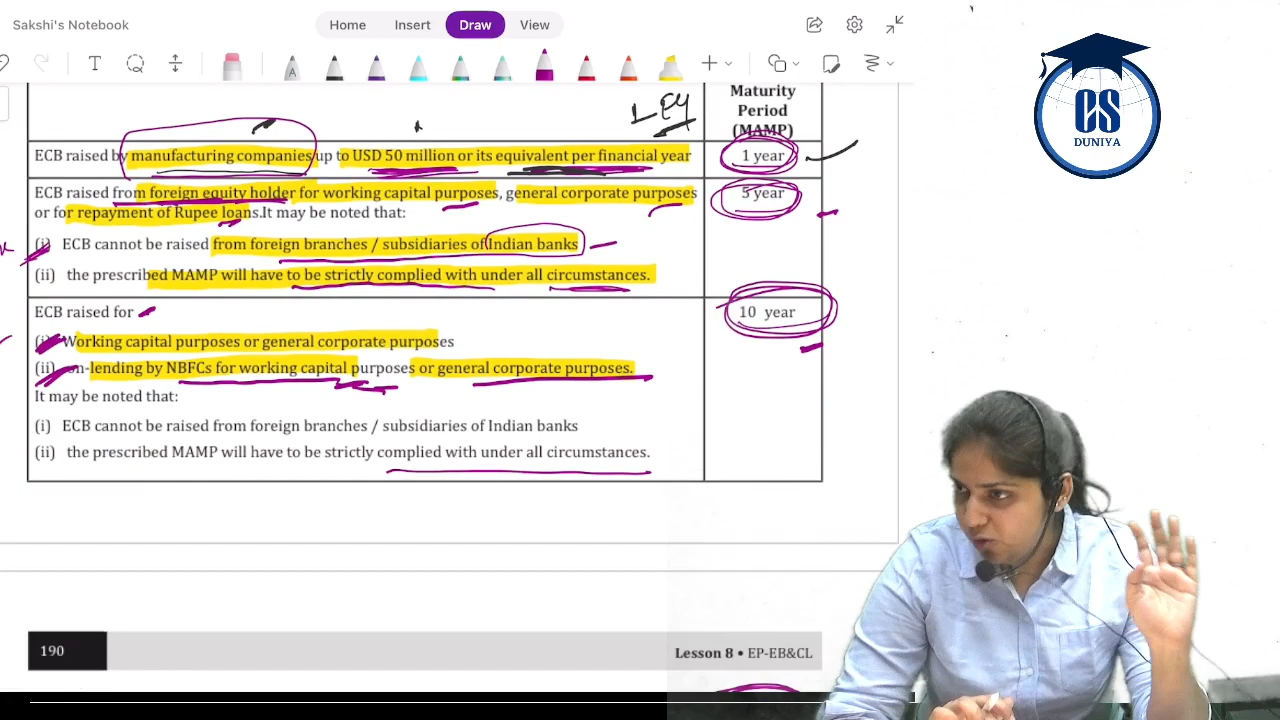 Sakshi's Notebook
Home Insert Draw View
CS
DUNIYA
Maturity
Period
(MAMP)
1 FY
ECB raised by manufacturing companies up to USD 50 million or its equivalent per financial year
1 year
ECB raised from foreign equity holder for working capital purposes, general corporate purposes
or for repayment of Rupee loans.It may be noted that:
5 year
(i) ECB cannot be raised from foreign branches / subsidiaries of Indian banks
(ii) the prescribed MAMP will have to be strictly complied with under all circumstances.
ECB raised for
10 year
(i) Working capital purposes or general corporate purposes
(ii) on-lending by NBFCs for working capital purposes or general corporate purposes.
It may be noted that:
(i) ECB cannot be raised from foreign branches / subsidiaries of Indian banks
(ii) the prescribed MAMP will have to be strictly complied with under all circumstances.
190
Lesson 8 • EP-EB&CL